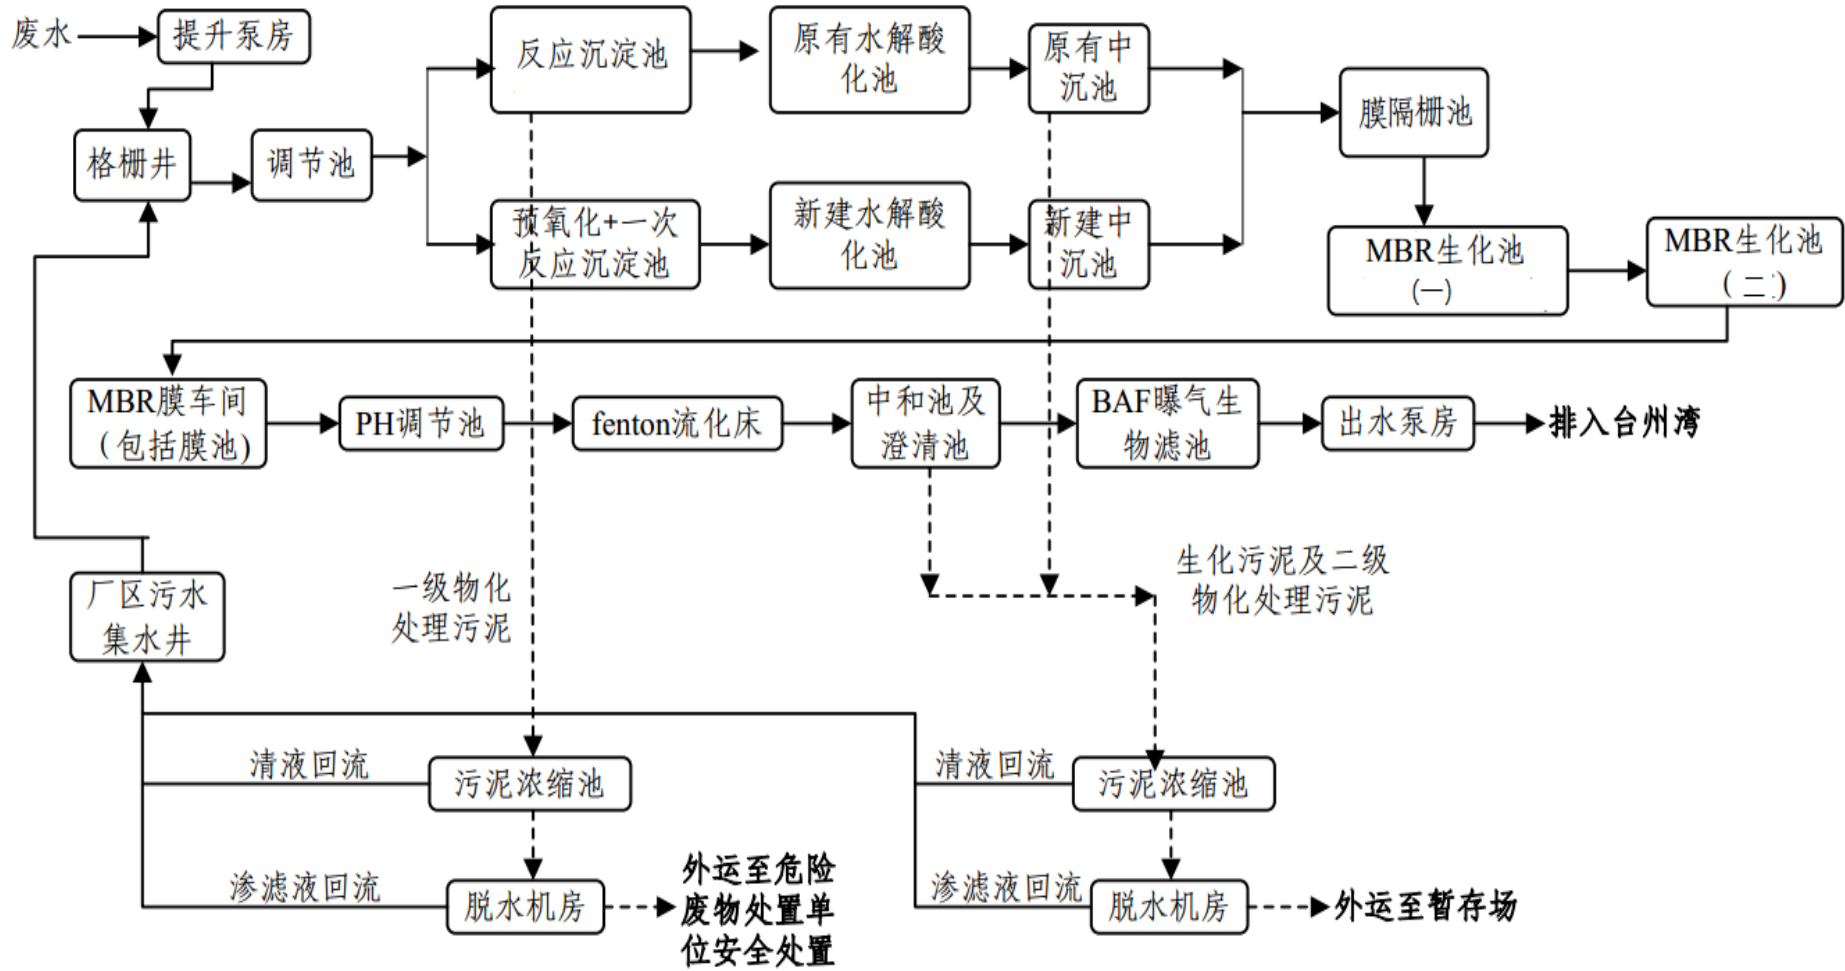 废水
提升泵房
反应沉淀池
原有水解酸
化池
原有中
沉池
膜隔栅池
格栅井
调节池
预氧化+一次
反应沉淀池
新建水解酸
化池
新建中
沉池
MBR生化池
(一)
MBR生化池
(二)
MBR膜车间
(包括膜池)
PH调节池
fenton流化床
中和池及
澄清池
BAF曝气生
物滤池
出水泵房
排入台州湾
厂区污水
集水井
一级物化
处理污泥
生化污泥及二级
物化处理污泥
清液回流
污泥浓缩池
清液回流
污泥浓缩池
渗滤液回流
脱水机房
外运至危险
废物处置单
位安全处置
渗滤液回流
脱水机房
外运至暂存场